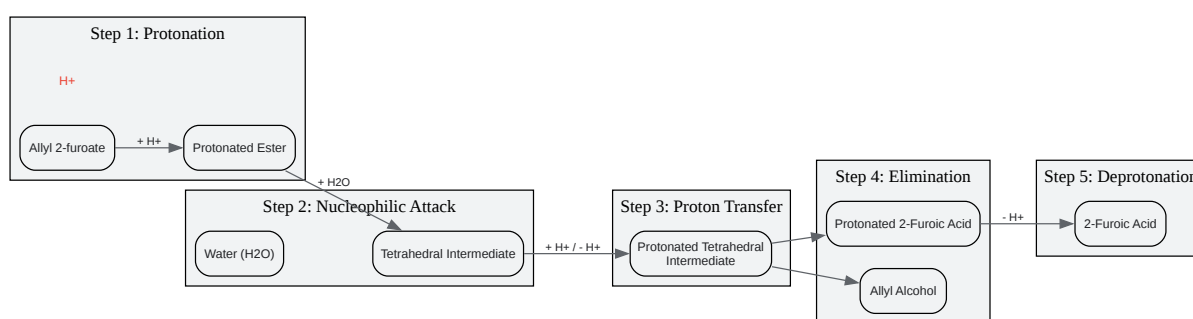 Step 1: Protonation
H+
Allyl 2-furoate
+ H+
Protonated Ester
+ H2O
Step 2: Nucleophilic Attack
Water (H2O)
Tetrahedral Intermediate
+ H+ / - H+
Step 3: Proton Transfer
Protonated Tetrahedral
Intermediate
Step 4: Elimination
Protonated 2-Furoic Acid
Allyl Alcohol
- H+
Step 5: Deprotonation
2-Furoic Acid